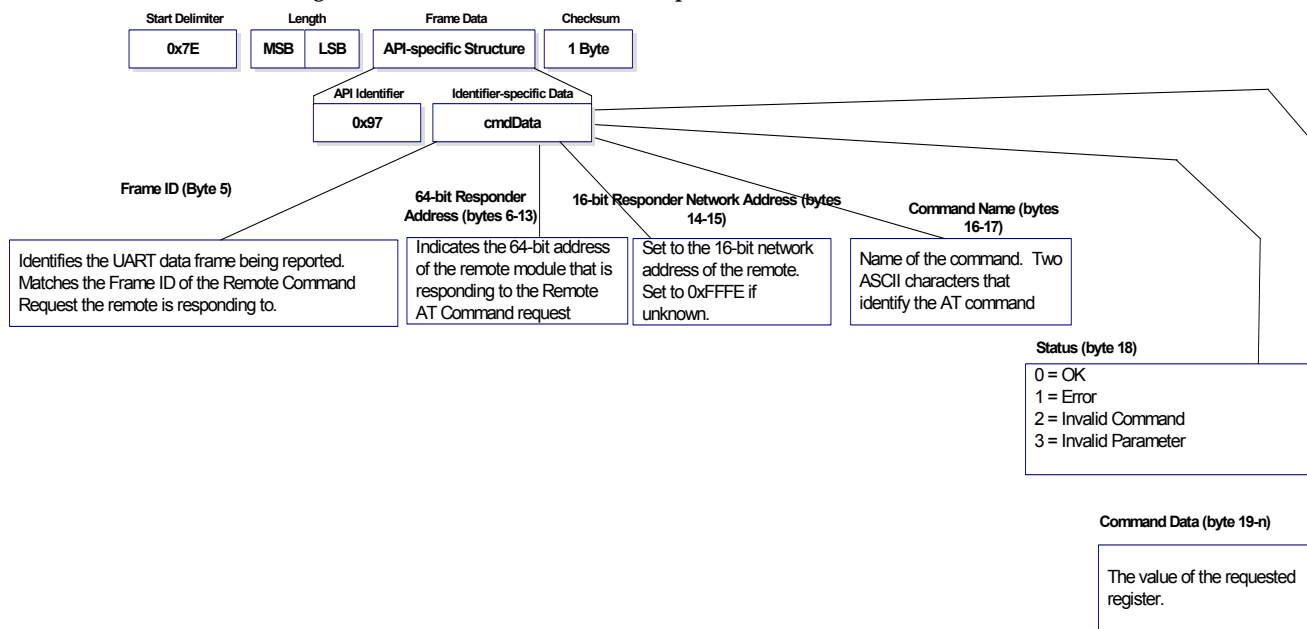 Start Delimiter Length Frame Data Checksum
0x7E MSB LSB API-specific Structure 1 Byte
API Identifier Identifier-specific Data
0x97 cmdData
Frame ID (Byte 5)
Identifies the UART data frame being reported.
Matches the Frame ID of the Remote Command
Request the remote is responding to.
64-bit Responder
Address (bytes 6-13)
Indicates the 64-bit address
of the remote module that is
responding to the Remote
AT Command request
16-bit Responder Network Address (bytes
14-15)
Set to the 16-bit network
address of the remote.
Set to 0xFFFE if
unknown.
Command Name (bytes
16-17)
Name of the command. Two
ASCII characters that
identify the AT command
Status (byte 18)
0 = OK
1 = Error
2 = Invalid Command
3 = Invalid Parameter
Command Data (byte 19-n)
The value of the requested
register.